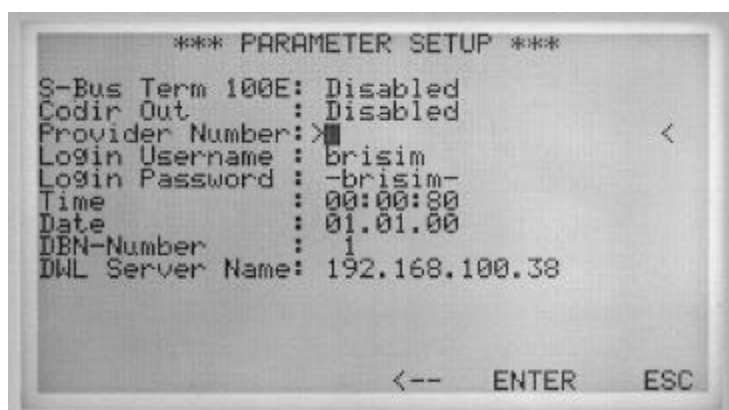 *** PARAMETER SETUP ***
S-Bus Term 100E: Disabled
Codir Out : Disabled
Provider Number:> <
Login Username : brisim
Login Password : -brisim-
Time : 00:00:80
Date : 01.01.00
DBN-Number : 1
DWL Server Name: 192.168.100.38
<-- ENTER ESC